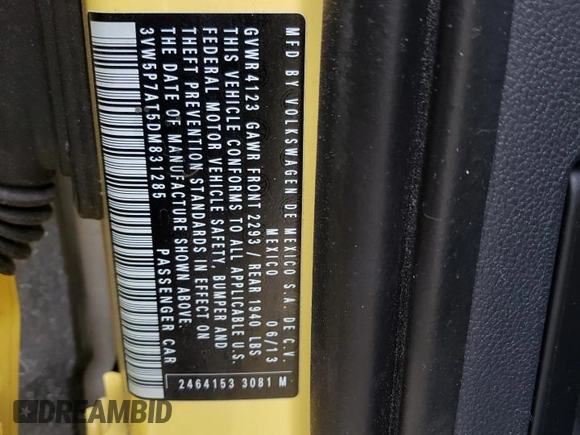 MFD BY VOLKSWAGEN DE MEXICO S.A. DE C.V.
MEXICO 06/13
GVWR 4123 GAWR FRONT 2293 / REAR 1940 LBS
THIS VEHICLE CONFORMS TO ALL APPLICABLE U.S.
FEDERAL MOTOR VEHICLE SAFETY, BUMPER AND
THEFT PREVENTION STANDARDS IN EFFECT ON
THE DATE OF MANUFACTURE SHOWN ABOVE.
3VW5P7AT5DM831285 PASSENGER CAR
2464153 3081 M
DREAMBID